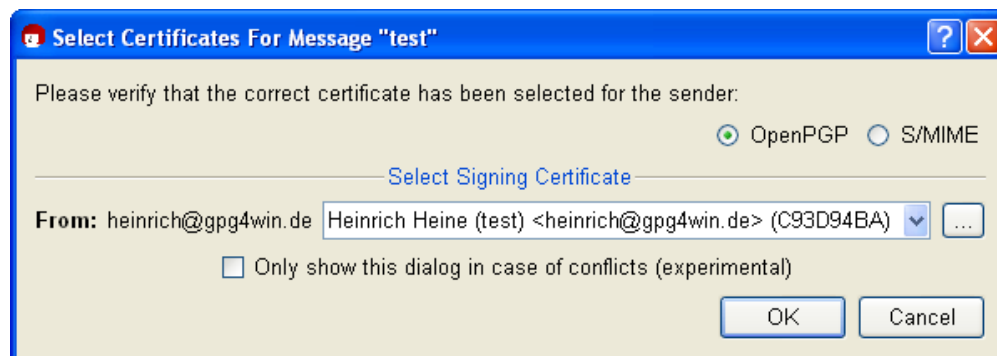 Select Certificates For Message "test"
Please verify that the correct certificate has been selected for the sender:
OpenPGP S/MIME
Select Signing Certificate
From: heinrich@gpg4win.de Heinrich Heine (test) <heinrich@gpg4win.de> (C93D94BA) ...
Only show this dialog in case of conflicts (experimental)
OK Cancel